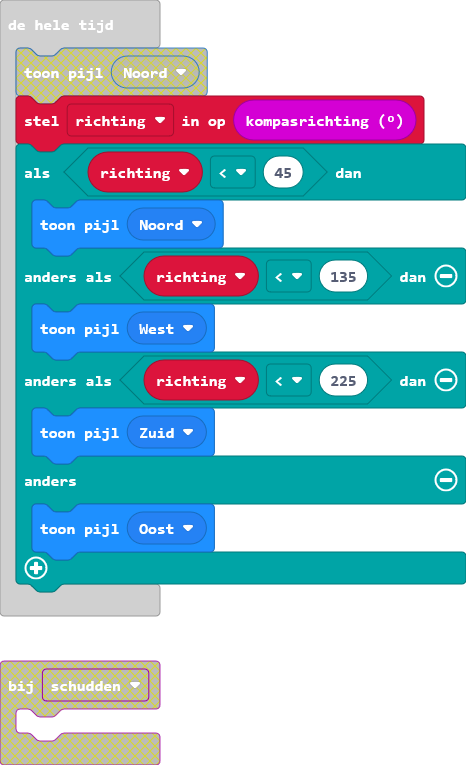 de hele tijd
toon pijl Noord
stel richting in op kompasrichting (°)
als richting < 45 dan
toon pijl Noord
anders als richting < 135 dan
toon pijl West
anders als richting < 225 dan
toon pijl Zuid
anders
toon pijl Oost
bij schudden